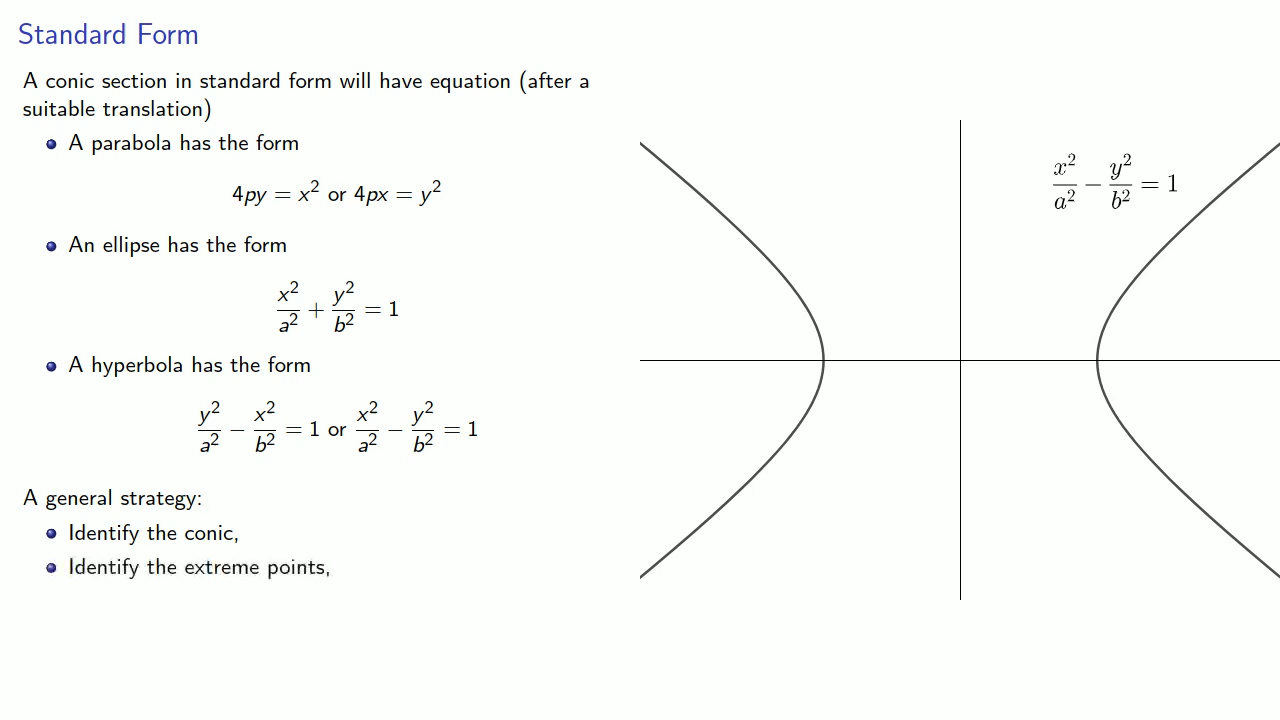 Standard Form
A conic section in standard form will have equation (after a
suitable translation)
• A parabola has the form
4py = x² or 4px = y²
• An ellipse has the form
x²/a² + y²/b² = 1
• A hyperbola has the form
y²/a² − x²/b² = 1 or x²/a² − y²/b² = 1
A general strategy:
• Identify the conic,
• Identify the extreme points,
x²/a² − y²/b² = 1